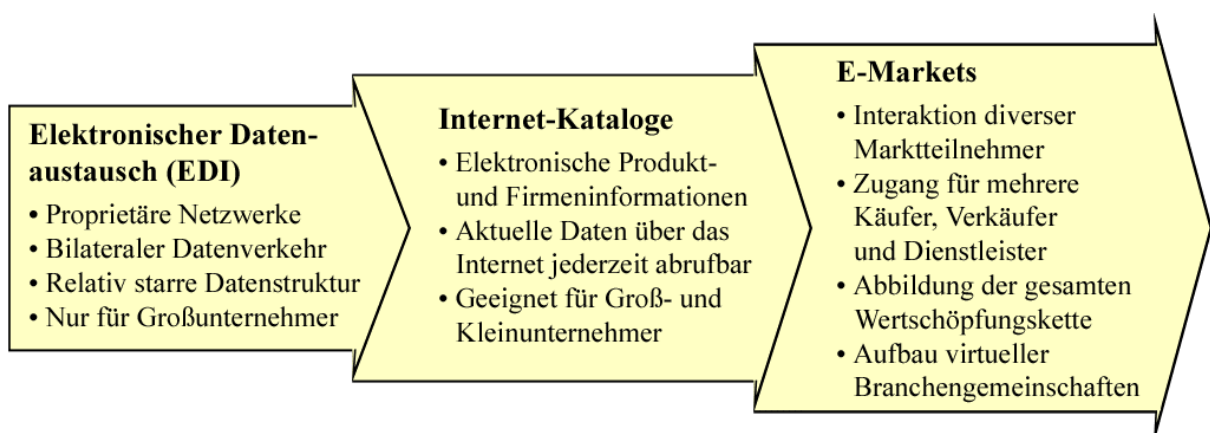 Elektronischer Daten-
austausch (EDI)
• Proprietäre Netzwerke
• Bilateraler Datenverkehr
• Relativ starre Datenstruktur
• Nur für Großunternehmer
Internet-Kataloge
• Elektronische Produkt-
und Firmeninformationen
• Aktuelle Daten über das
Internet jederzeit abrufbar
• Geeignet für Groß- und
Kleinunternehmer
E-Markets
• Interaktion diverser
Marktteilnehmer
• Zugang für mehrere
Käufer, Verkäufer
und Dienstleister
• Abbildung der gesamten
Wertschöpfungskette
• Aufbau virtueller
Branchengemeinschaften